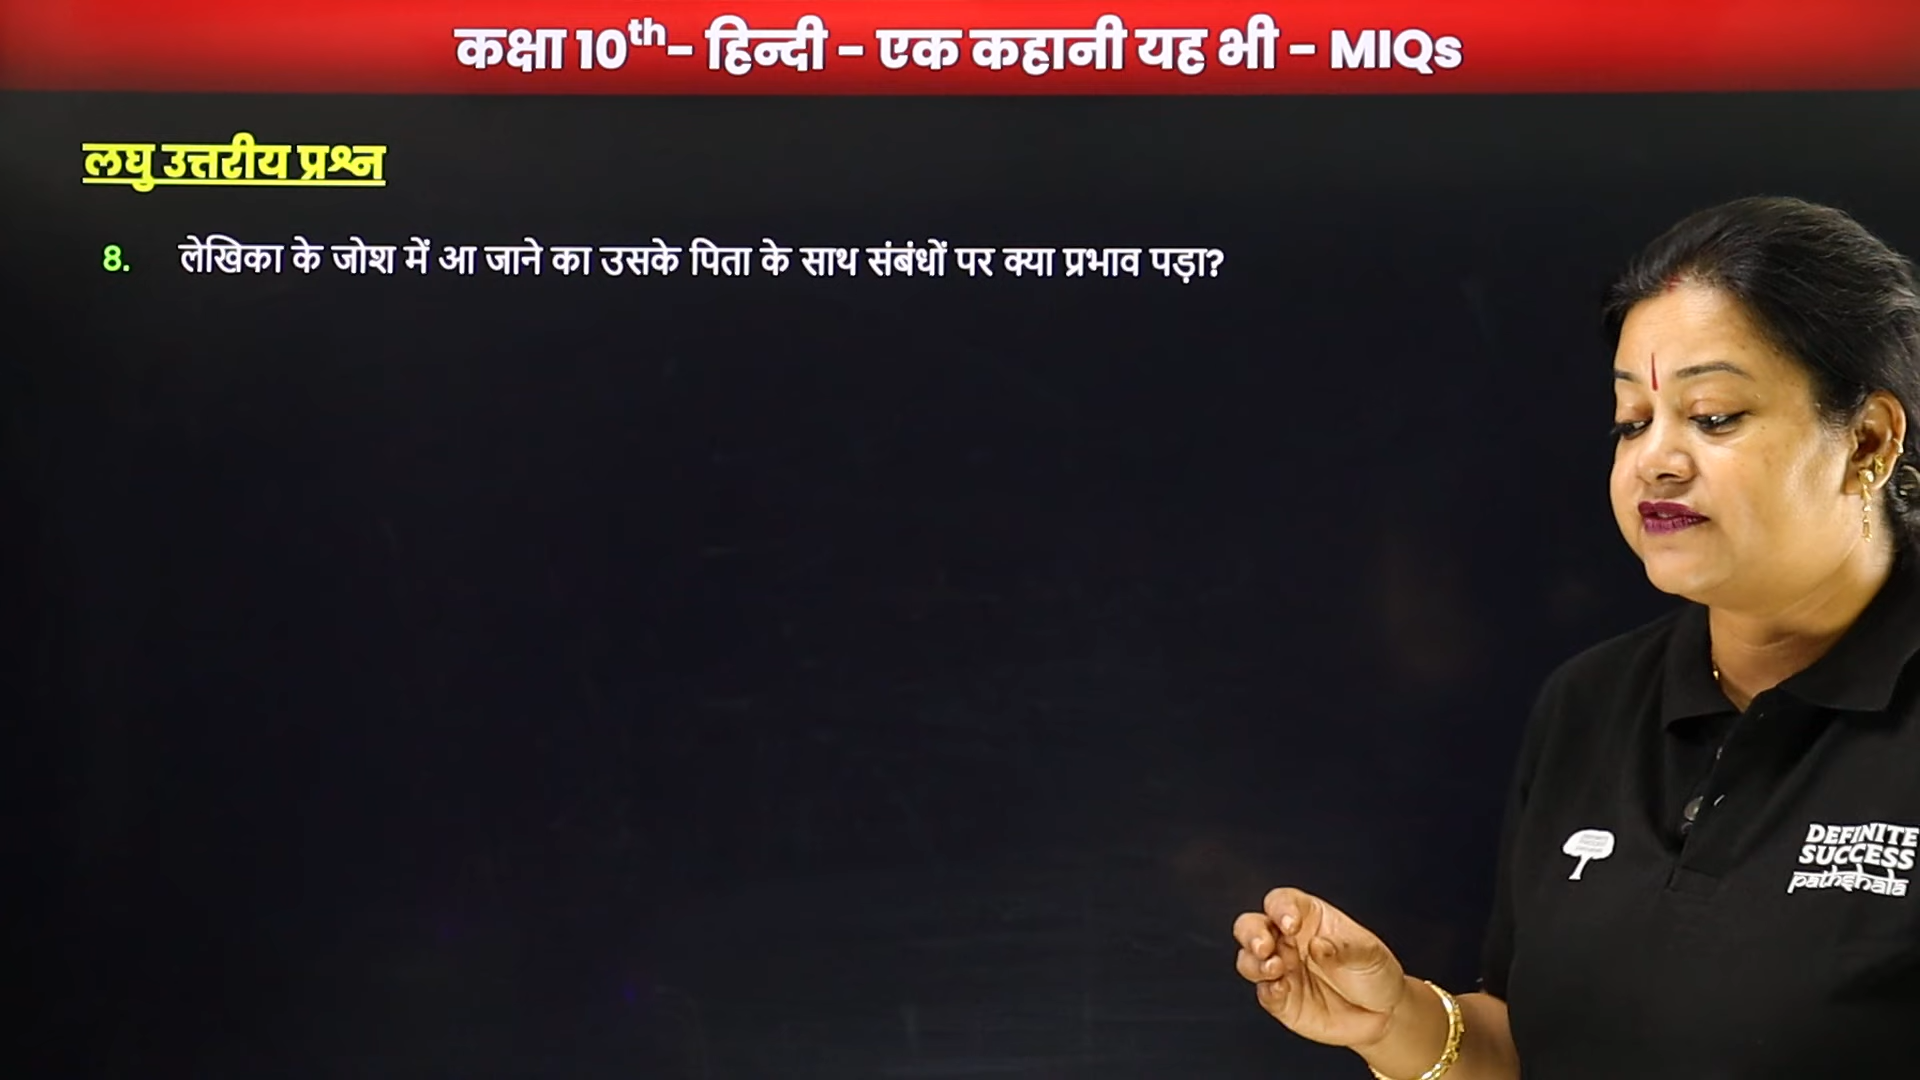 कक्षा 10th- हिन्दी - एक कहानी यह भी - MIQs
लघु उत्तरीय प्रश्न
8. लेखिका के जोश में आ जाने का उसके पिता के साथ संबंधों पर क्या प्रभाव पड़ा?
DEFINITE
SUCCESS
pathshala